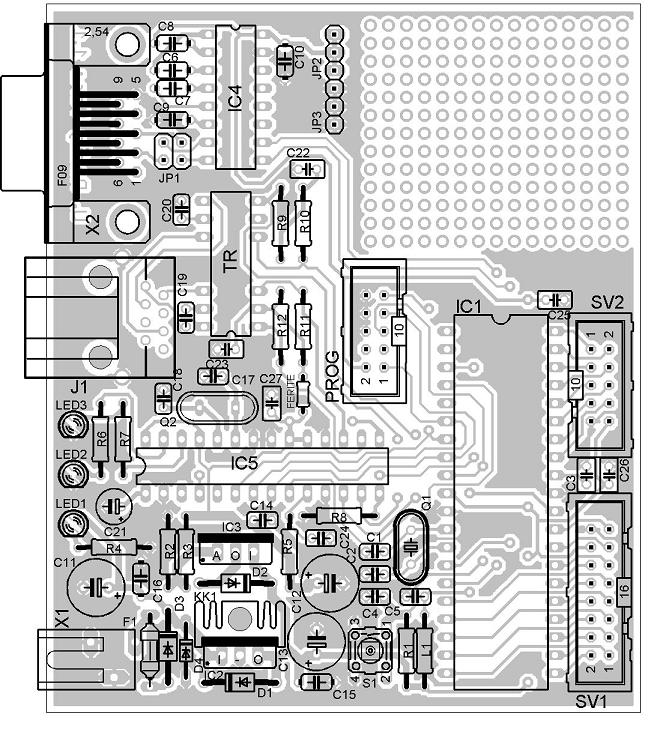 2,54
C8
C6
C7
C9
9
5
6
1
F09
X2
JP1
IC4
C10
JP2
JP3
C22
C20
TR
R9
R10
C19
R12
R11
C23
J1
C18
C17
Q2
C27
FERITE
PROG
10
2
1
IC1
C25
SV2
1
2
10
C3
C26
LED3
LED2
LED1
R6
R7
IC5
C21
R4
C11
C16
X1
F1
R2
R3
IC3
A O I
C14
R5
R8
C24
D2
KK1
D3
D4
IC2
I - O
D1
C12
C13
C15
C2
C1
C4
C5
Q1
3
1
4
2
S1
R1
L1
16
2
1
SV1